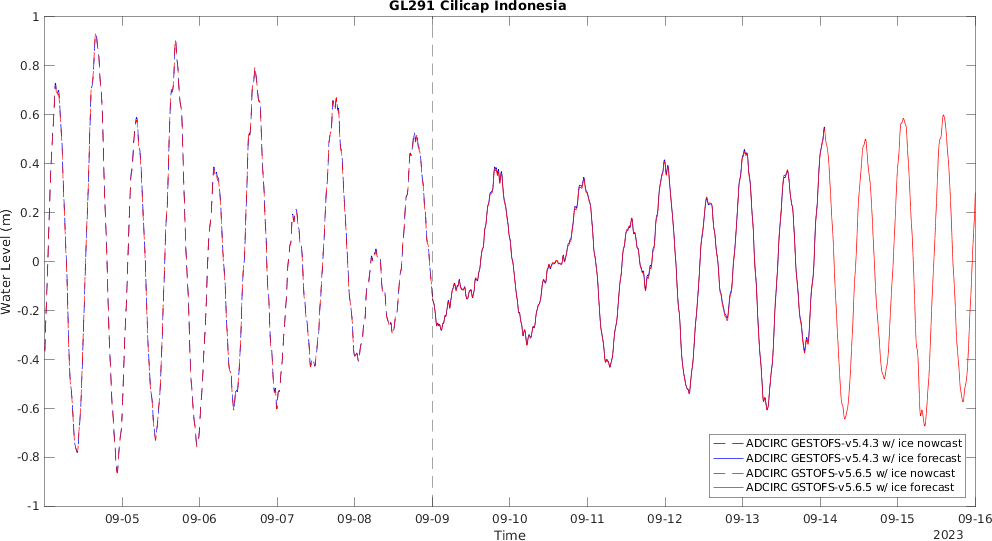 GL291 Cilicap Indonesia
1
0.8
0.6
0.4
0.2
0
-0.2
-0.4
-0.6
-0.8
-1
Water Level (m)
ADCIRC GESTOFS-v5.4.3 w/ ice nowcast
ADCIRC GESTOFS-v5.4.3 w/ ice forecast
ADCIRC GSTOFS-v5.6.5 w/ ice nowcast
ADCIRC GSTOFS-v5.6.5 w/ ice forecast
09-05 09-06 09-07 09-08 09-09 09-10 09-11 09-12 09-13 09-14 09-15 09-16
Time
2023